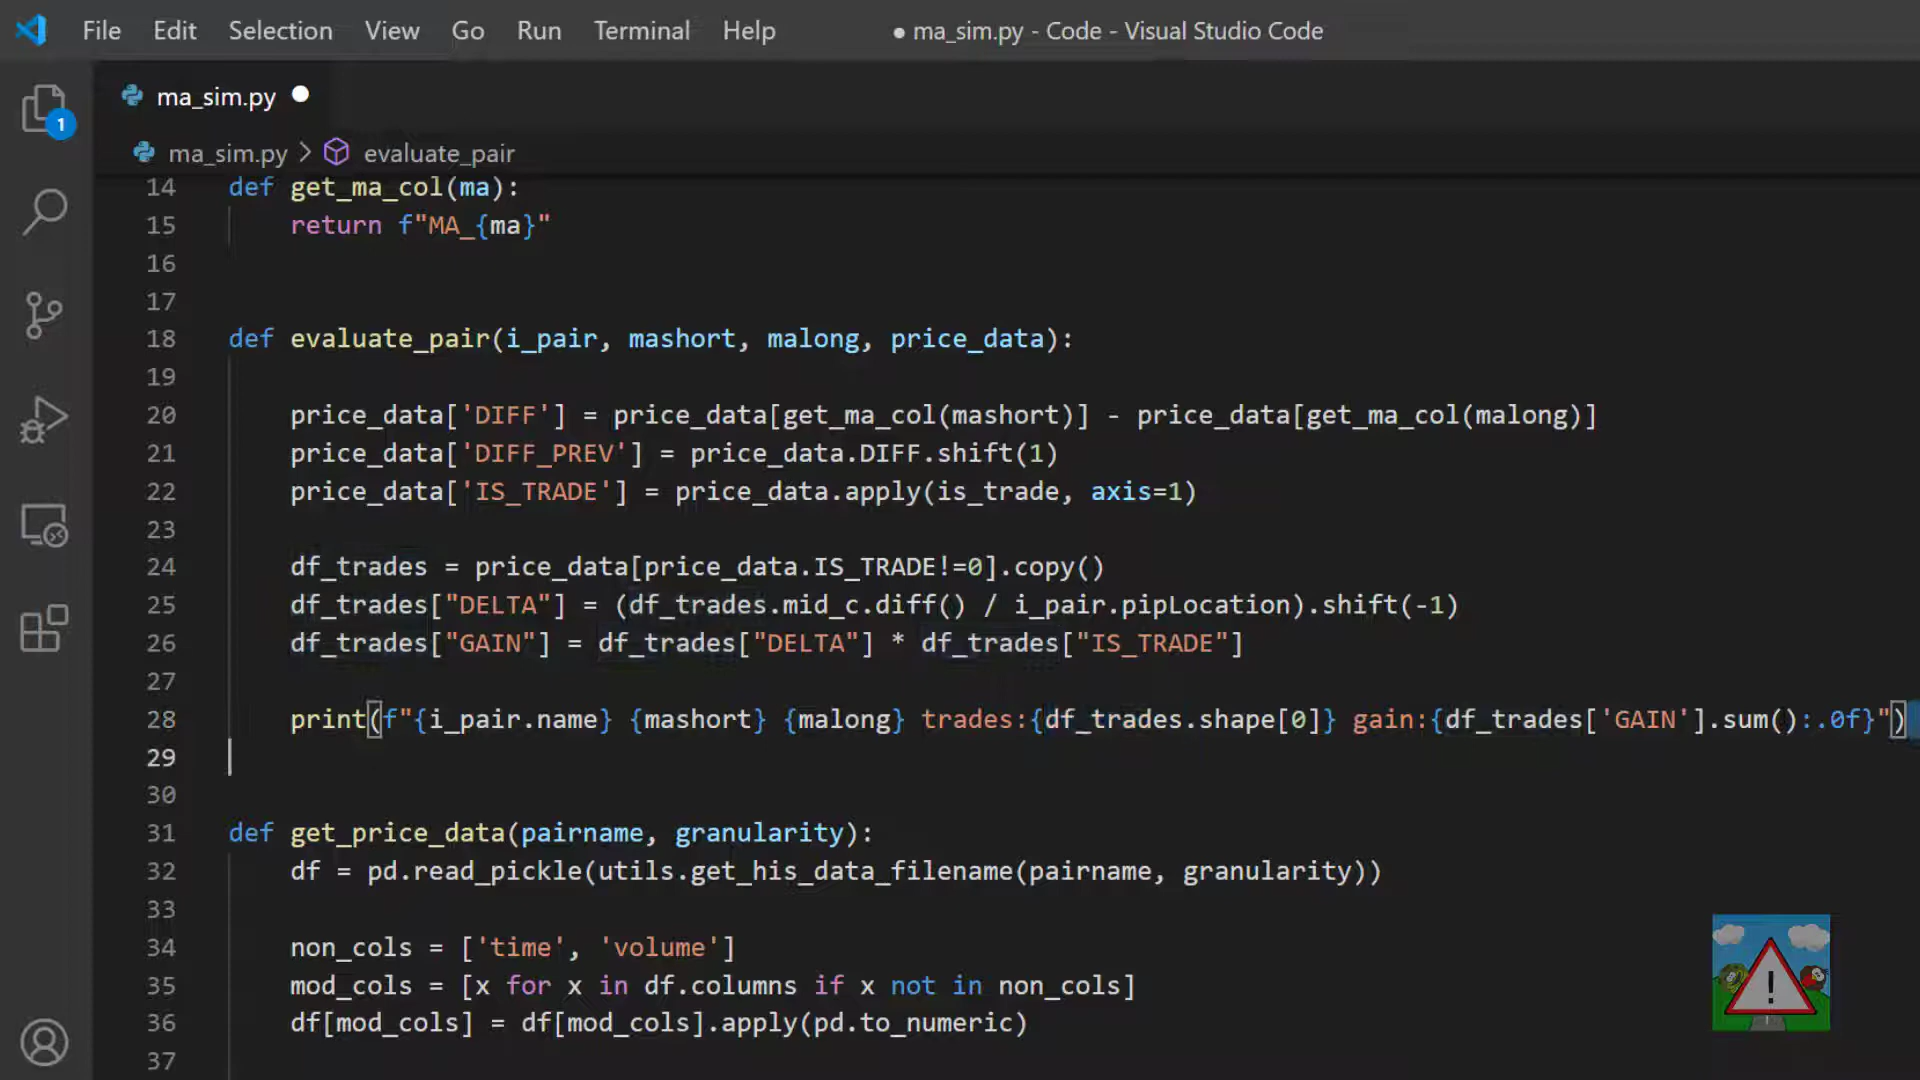 File Edit Selection View Go Run Terminal Help ● ma_sim.py - Code - Visual Studio Code
ma_sim.py ●
1
ma_sim.py > evaluate_pair
14 def get_ma_col(ma):
15     return f"MA_{ma}"
16
17
18 def evaluate_pair(i_pair, mashort, malong, price_data):
19
20     price_data['DIFF'] = price_data[get_ma_col(mashort)] - price_data[get_ma_col(malong)]
21     price_data['DIFF_PREV'] = price_data.DIFF.shift(1)
22     price_data['IS_TRADE'] = price_data.apply(is_trade, axis=1)
23
24     df_trades = price_data[price_data.IS_TRADE!=0].copy()
25     df_trades["DELTA"] = (df_trades.mid_c.diff() / i_pair.pipLocation).shift(-1)
26     df_trades["GAIN"] = df_trades["DELTA"] * df_trades["IS_TRADE"]
27
28     print(f"{i_pair.name} {mashort} {malong} trades:{df_trades.shape[0]} gain:{df_trades['GAIN'].sum():.0f}")
29
30
31 def get_price_data(pairname, granularity):
32     df = pd.read_pickle(utils.get_his_data_filename(pairname, granularity))
33
34     non_cols = ['time', 'volume']
35     mod_cols = [x for x in df.columns if x not in non_cols]
36     df[mod_cols] = df[mod_cols].apply(pd.to_numeric)
37
!